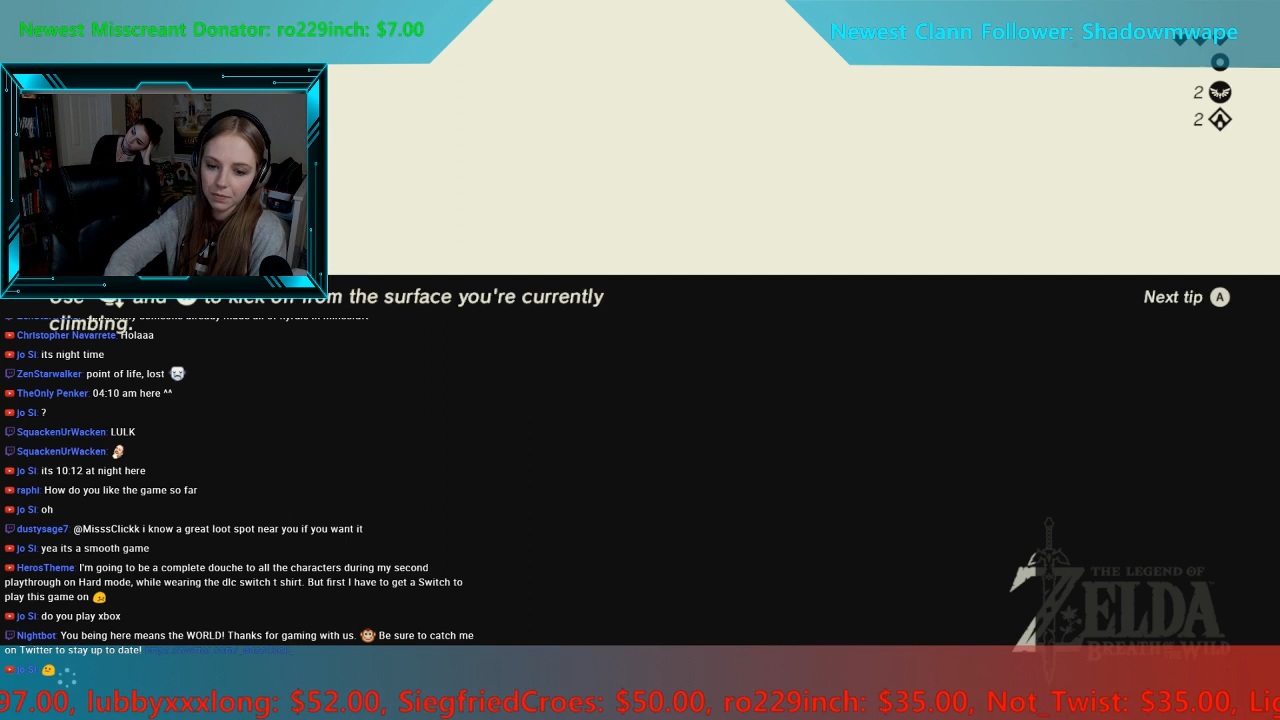 Newest Misscreant Donator: ro229inch: $7.00
Newest Clann Follower: Shadowmwape
2
2
Use and to kick off from the surface you're currently
climbing.
Next tip A
Christopher Navarrete: Holaaa
Jo Si: its night time
ZenStarwalker: point of life, lost
TheOnly Penker: 04:10 am here ^^
Jo Si: ?
SquackenUrWacken: LULK
SquackenUrWacken:
Jo Si: its 10:12 at night here
raphi: How do you like the game so far
Jo Si: oh
dustysage7: @MisssClickk i know a great loot spot near you if you want it
Jo Si: yea its a smooth game
HerosTheme: I'm going to be a complete douche to all the characters during my second
playthrough on Hard mode, while wearing the dlc switch t shirt. But first I have to get a Switch to
play this game on
Jo Si: do you play xbox
Nightbot: You being here means the WORLD! Thanks for gaming with us. Be sure to catch me
on Twitter to stay up to date!
Jo Si:
THE LEGEND OF
ZELDA
BREATH OF THE WILD
97.00, lubbyxxxlong: $52.00, SiegfriedCroes: $50.00, ro229inch: $35.00, Not_Twist: $35.00, Lic